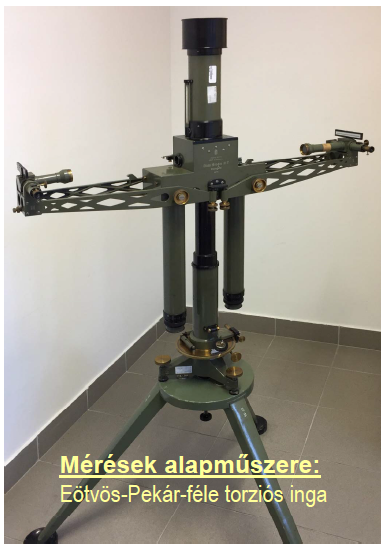 Mérések alapműszere:
Eötvös-Pekár-féle torziós inga